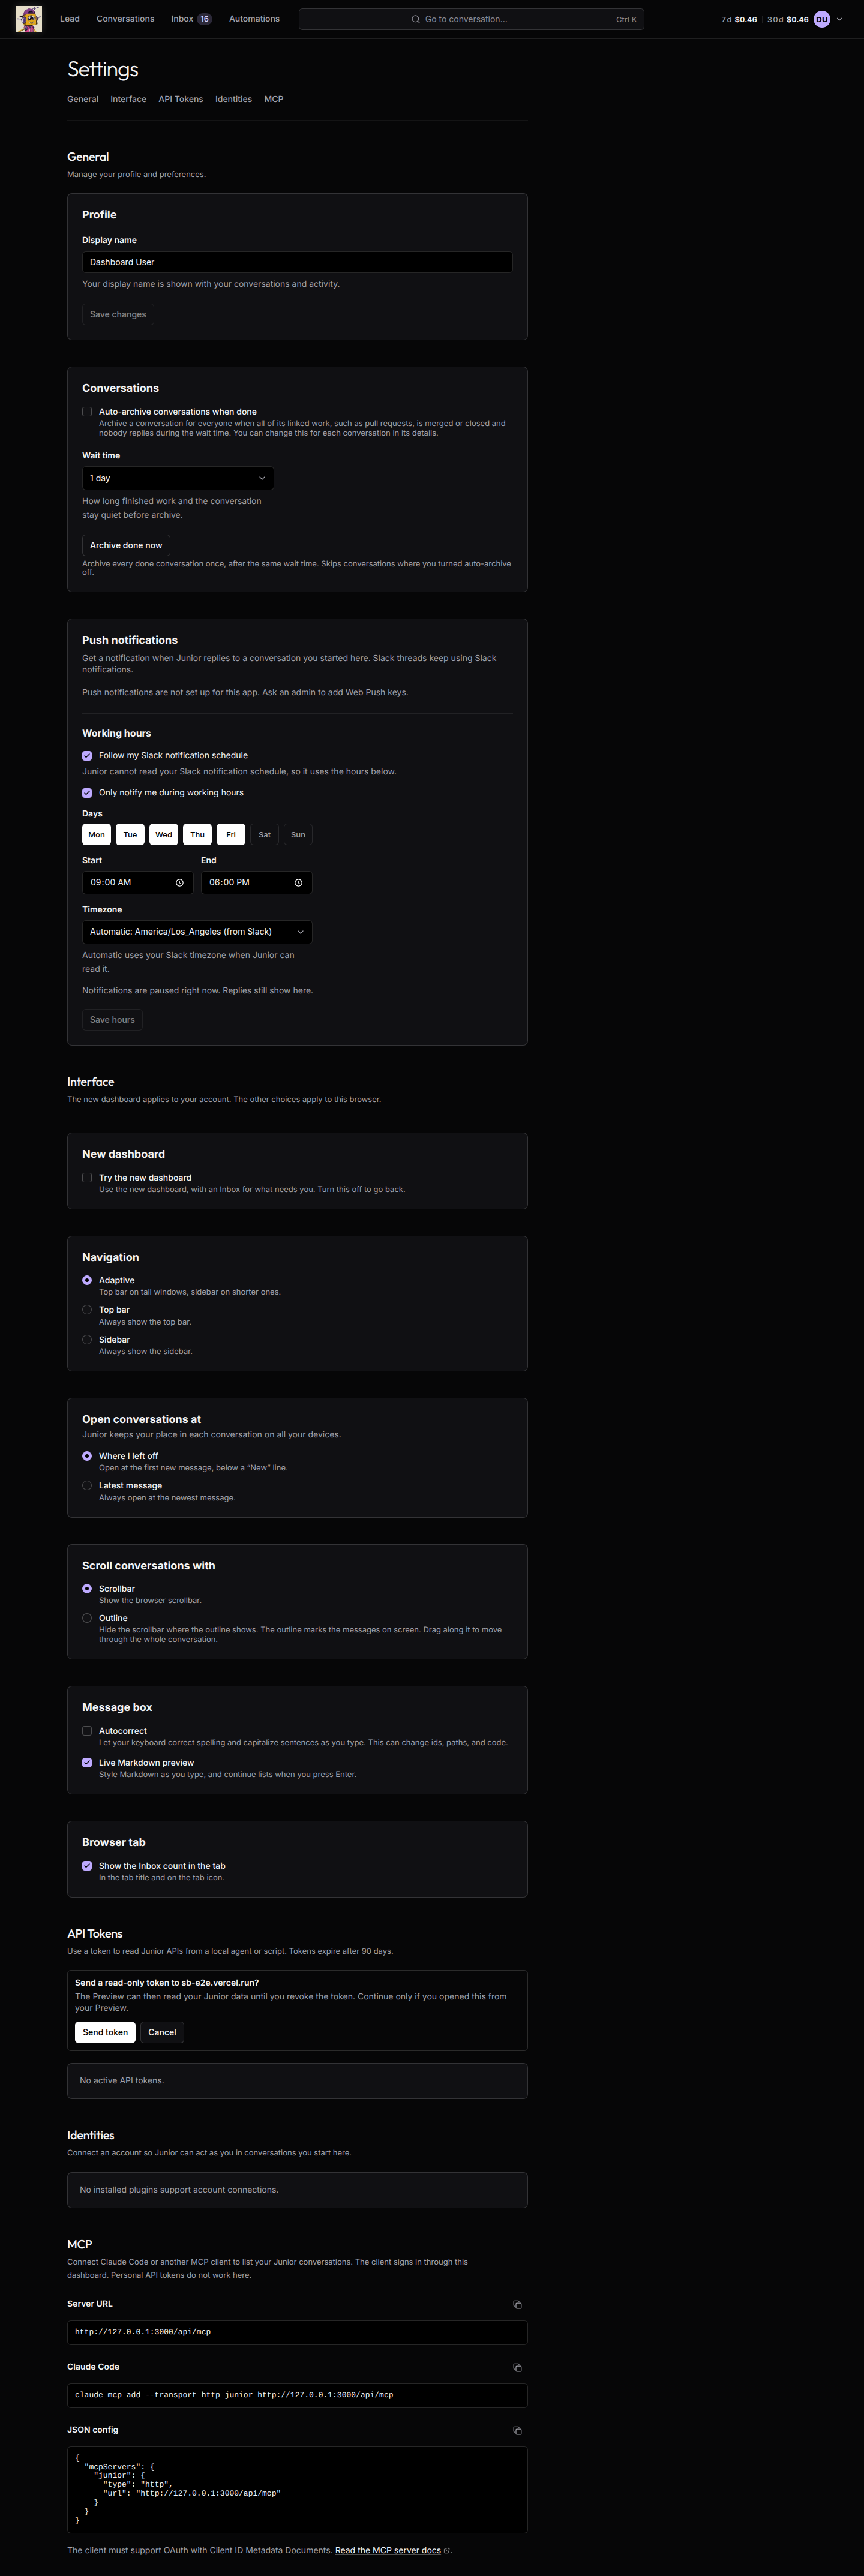 Lead Conversations Inbox 16 Automations Go to conversation... Ctrl K 7d $0.46 30d $0.46 DU
Settings
General Interface API Tokens Identities MCP
General
Manage your profile and preferences.
Profile
Display name
Dashboard User
Your display name is shown with your conversations and activity.
Save changes
Conversations
Auto-archive conversations when done
Archive a conversation for everyone when all of its linked work, such as pull requests, is merged or closed and
nobody replies during the wait time. You can change this for each conversation in its details.
Wait time
1 day
How long finished work and the conversation
stay quiet before archive.
Archive done now
Archive every done conversation once, after the same wait time. Skips conversations where you turned auto-archive
off.
Push notifications
Get a notification when Junior replies to a conversation you started here. Slack threads keep using Slack
notifications.
Push notifications are not set up for this app. Ask an admin to add Web Push keys.
Working hours
Follow my Slack notification schedule
Junior cannot read your Slack notification schedule, so it uses the hours below.
Only notify me during working hours
Days
Mon Tue Wed Thu Fri Sat Sun
Start End
09:00 AM 06:00 PM
Timezone
Automatic: America/Los_Angeles (from Slack)
Automatic uses your Slack timezone when Junior can
read it.
Notifications are paused right now. Replies still show here.
Save hours
Interface
The new dashboard applies to your account. The other choices apply to this browser.
New dashboard
Try the new dashboard
Use the new dashboard, with an Inbox for what needs you. Turn this off to go back.
Navigation
Adaptive
Top bar on tall windows, sidebar on shorter ones.
Top bar
Always show the top bar.
Sidebar
Always show the sidebar.
Open conversations at
Junior keeps your place in each conversation on all your devices.
Where I left off
Open at the first new message, below a “New” line.
Latest message
Always open at the newest message.
Scroll conversations with
Scrollbar
Show the browser scrollbar.
Outline
Hide the scrollbar where the outline shows. The outline marks the messages on screen. Drag along it to move
through the whole conversation.
Message box
Autocorrect
Let your keyboard correct spelling and capitalize sentences as you type. This can change ids, paths, and code.
Live Markdown preview
Style Markdown as you type, and continue lists when you press Enter.
Browser tab
Show the Inbox count in the tab
In the tab title and on the tab icon.
API Tokens
Use a token to read Junior APIs from a local agent or script. Tokens expire after 90 days.
Send a read-only token to sb-e2e.vercel.run?
The Preview can then read your Junior data until you revoke the token. Continue only if you opened this from
your Preview.
Send token Cancel
No active API tokens.
Identities
Connect an account so Junior can act as you in conversations you start here.
No installed plugins support account connections.
MCP
Connect Claude Code or another MCP client to list your Junior conversations. The client signs in through this
dashboard. Personal API tokens do not work here.
Server URL
http://127.0.0.1:3000/api/mcp
Claude Code
claude mcp add --transport http junior http://127.0.0.1:3000/api/mcp
JSON config
{
"mcpServers": {
"junior": {
"type": "http",
"url": "http://127.0.0.1:3000/api/mcp"
}
}
}
The client must support OAuth with Client ID Metadata Documents. Read the MCP server docs.